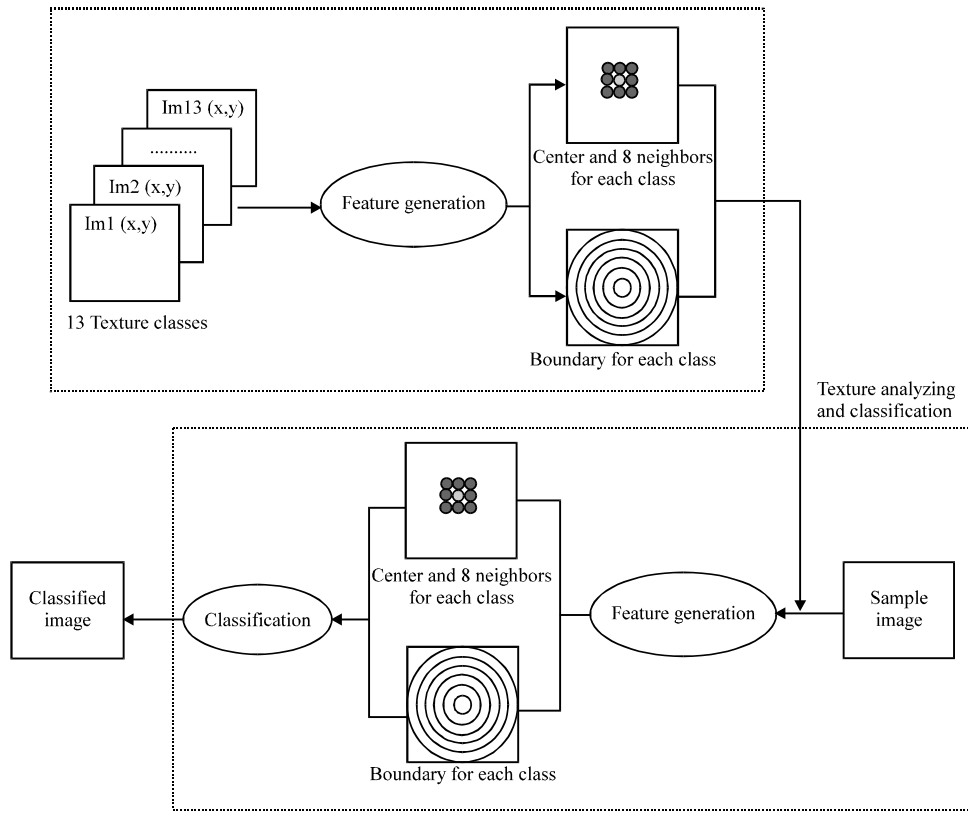 Im13 (x,y)
..........
Im2 (x,y)
Im1 (x,y)
13 Texture classes
Feature generation
Center and 8 neighbors
for each class
Boundary for each class
Texture analyzing
and classification
Center and 8 neighbors
for each class
Boundary for each class
Classified
image
Classification
Feature generation
Sample
image